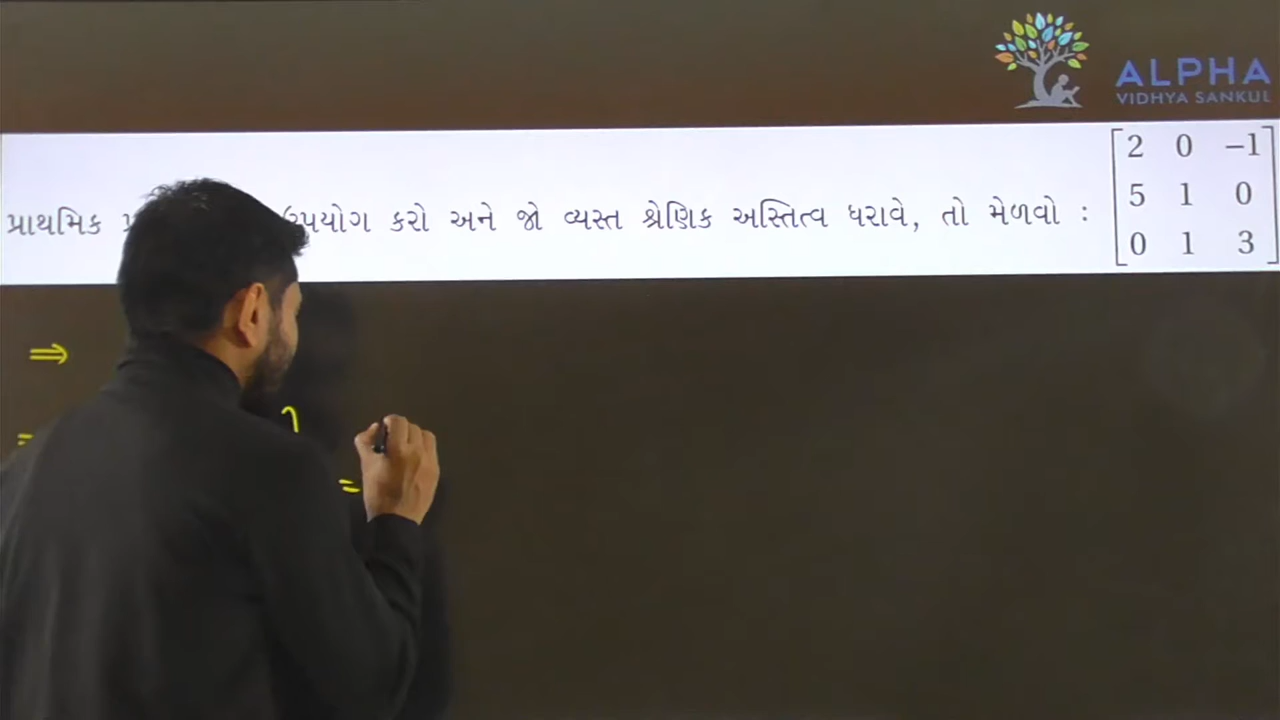 ALPHA
VIDHYA SANKUL
પ્રાથમિક ઉપયોગ કરો અને જો વ્યસ્ત શ્રેણિક અસ્તિત્વ ધરાવે, તો મેળવો :
2 0 −1
5 1 0
0 1 3
⇒
=